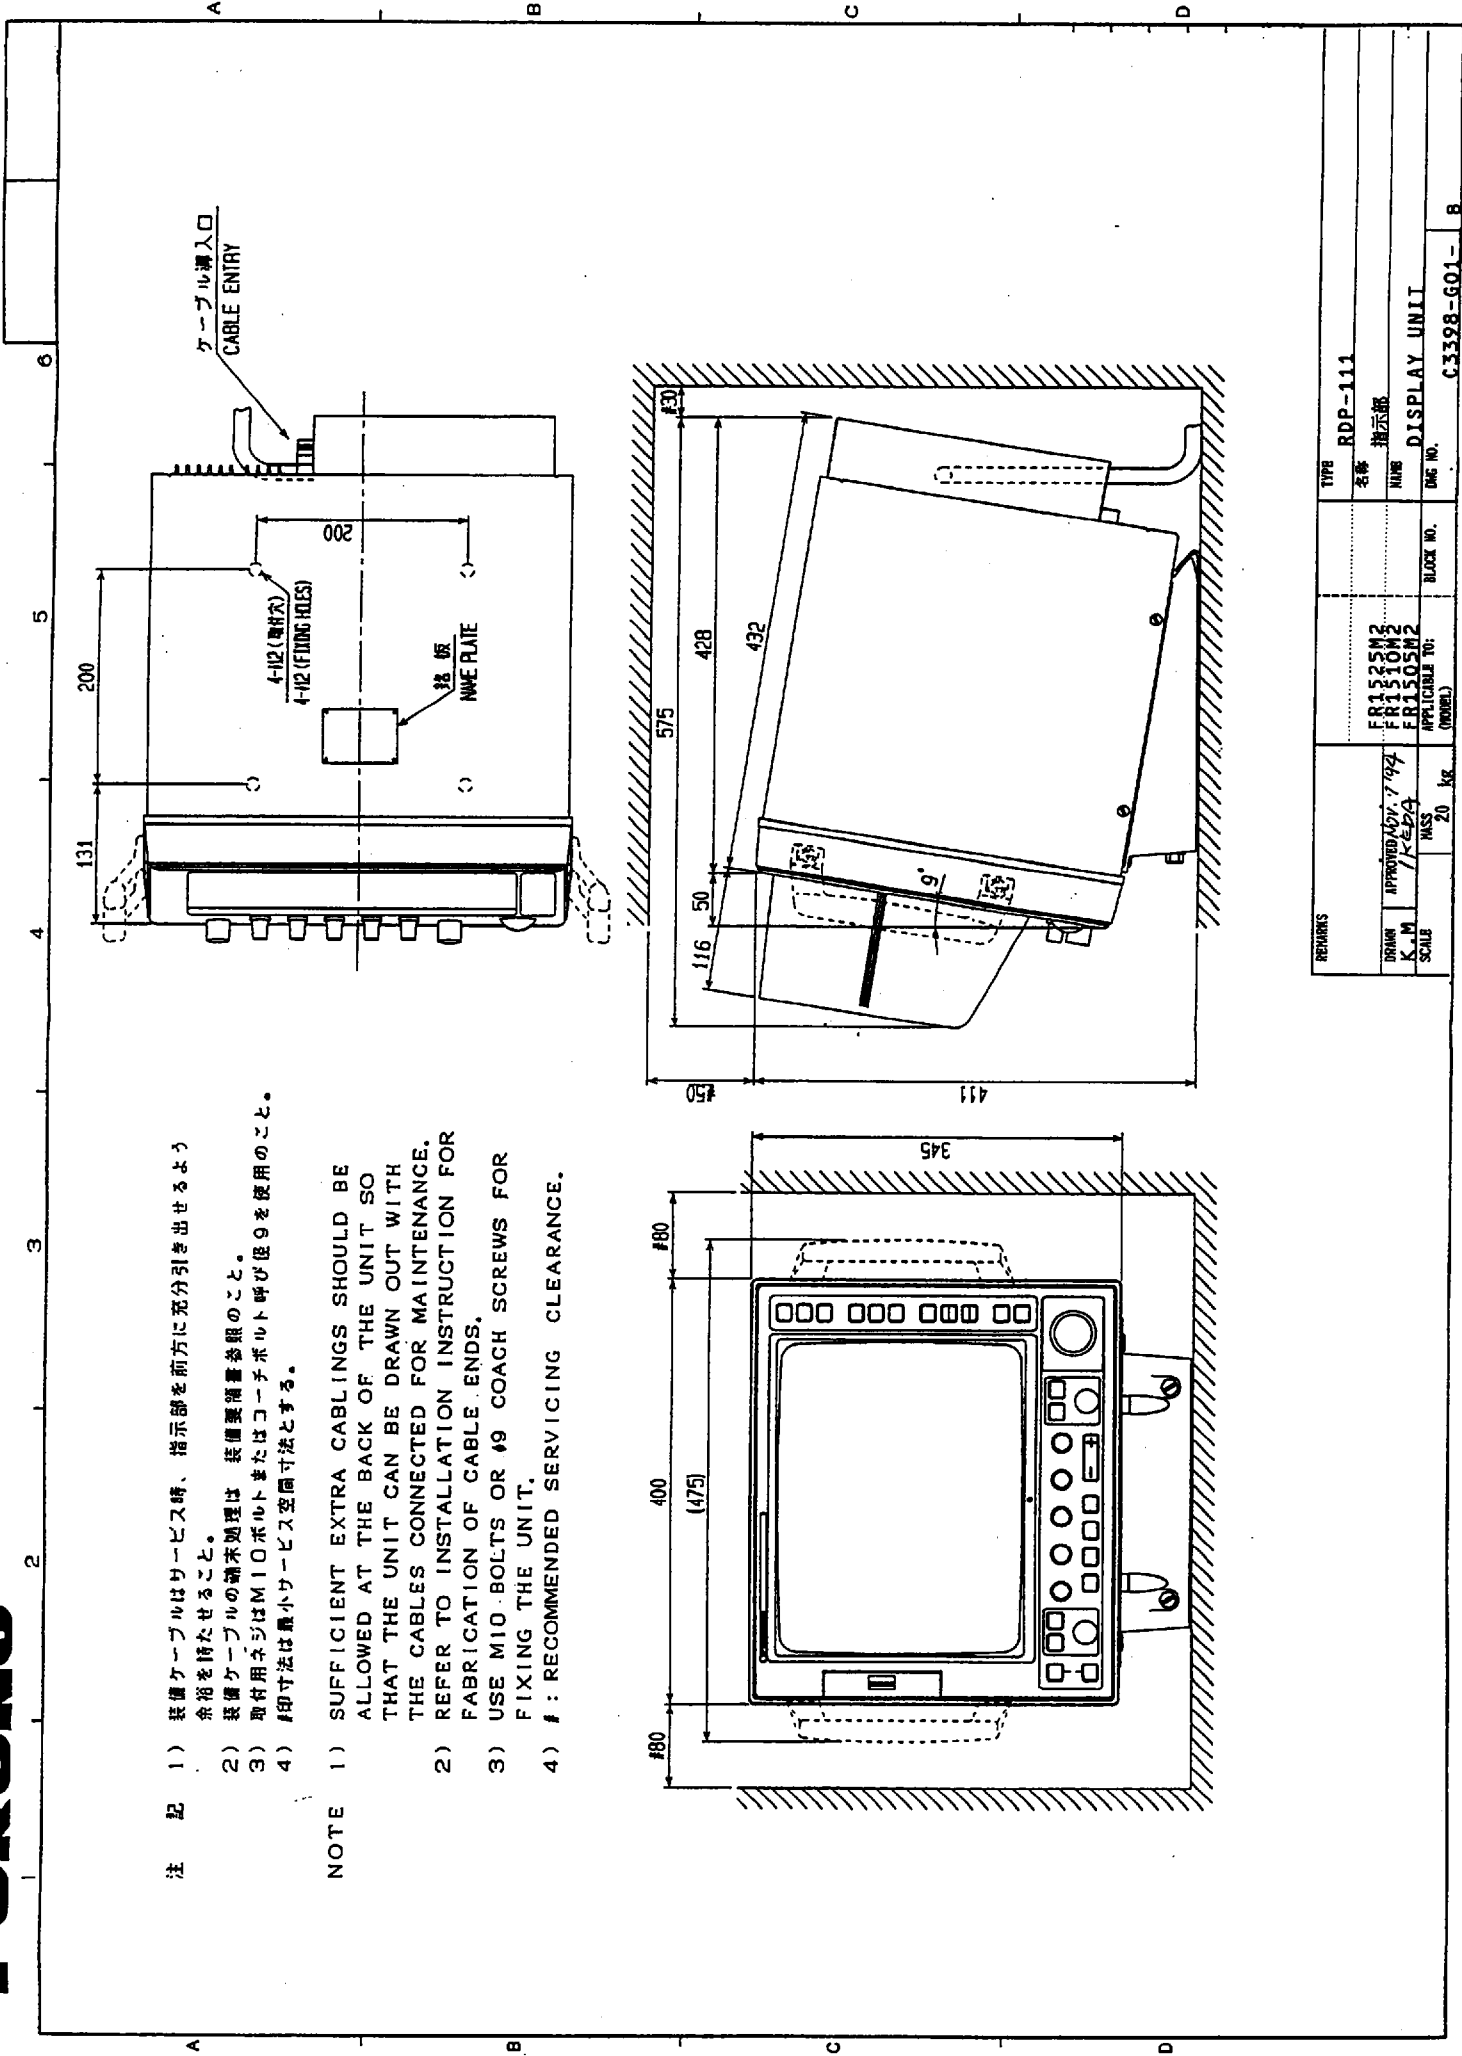 1 2 3 4 5 6
A
B
C
D
A
B
C
D
注 記 1) 装備ケーブルはサービス時、指示部を前方に充分引き出せるよう
余裕を持たせること。
2) 装備ケーブルの端末処理は 装備要領書参照のこと。
3) 取付用ネジはM10ボルトまたはコーチボルト呼び径9を使用のこと。
4) #印寸法は最小サービス空間寸法とする。
NOTE 1) SUFFICIENT EXTRA CABLINGS SHOULD BE
ALLOWED AT THE BACK OF THE UNIT SO
THAT THE UNIT CAN BE DRAWN OUT WITH
THE CABLES CONNECTED FOR MAINTENANCE.
2) REFER TO INSTALLATION INSTRUCTION FOR
FABRICATION OF CABLE ENDS.
3) USE M10 BOLTS OR φ9 COACH SCREWS FOR
FIXING THE UNIT.
4) # : RECOMMENDED SERVICING CLEARANCE.
131
200
200
4-φ12(取付穴)
4-φ12(FIXING HOLES)
銘 板
NAME PLATE
ケーブル導入口
CABLE ENTRY
#80
400
#80
(475)
345
#50
411
575
#30
50
428
116
432
9°
REMARKS
DRAWN
K.M
APPROVED Nov. 7 '94
IKEDA
SCALE
MASS
20 kg
FR1525M2
FR1510M2
FR1505M2
APPLICABLE TO:
(MODEL)
BLOCK NO.
TYPE
RDP-111
名称
指示部
NAME
DISPLAY UNIT
DWG NO.
C3398-G01-
B